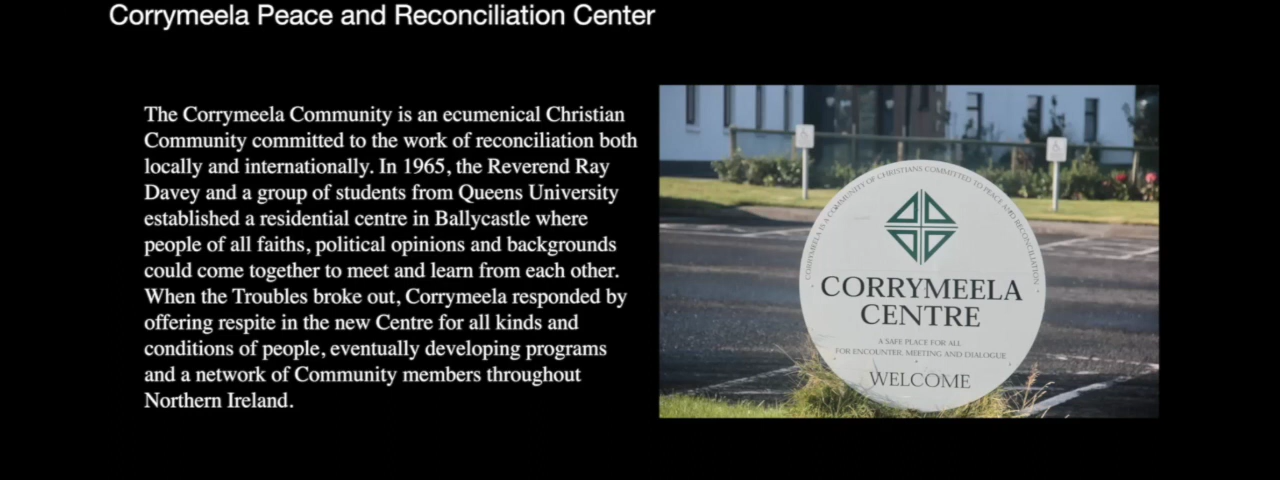 Corrymeela Peace and Reconciliation Center
The Corrymeela Community is an ecumenical Christian
Community committed to the work of reconciliation both
locally and internationally. In 1965, the Reverend Ray
Davey and a group of students from Queens University
established a residential centre in Ballycastle where
people of all faiths, political opinions and backgrounds
could come together to meet and learn from each other.
When the Troubles broke out, Corrymeela responded by
offering respite in the new Centre for all kinds and
conditions of people, eventually developing programs
and a network of Community members throughout
Northern Ireland.
CORRYMEELA IS A COMMUNITY OF CHRISTIANS COMMITTED TO PEACE AND RECONCILIATION
CORRYMEELA
CENTRE
A SAFE PLACE FOR ALL
FOR ENCOUNTER, MEETING AND DIALOGUE
WELCOME